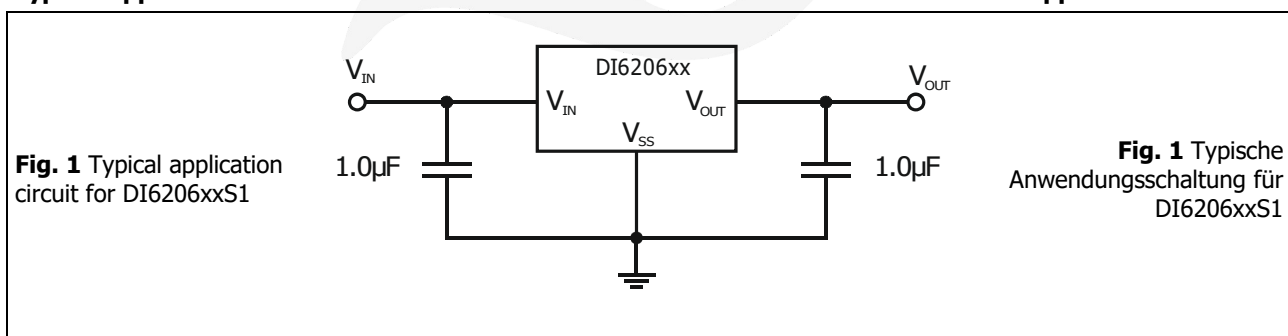 Fig. 1 Typical application
circuit for DI6206xxS1
V_IN
1.0µF
DI6206xx
V_IN
V_OUT
V_SS
V_OUT
1.0µF
Fig. 1 Typische
Anwendungsschaltung für
DI6206xxS1